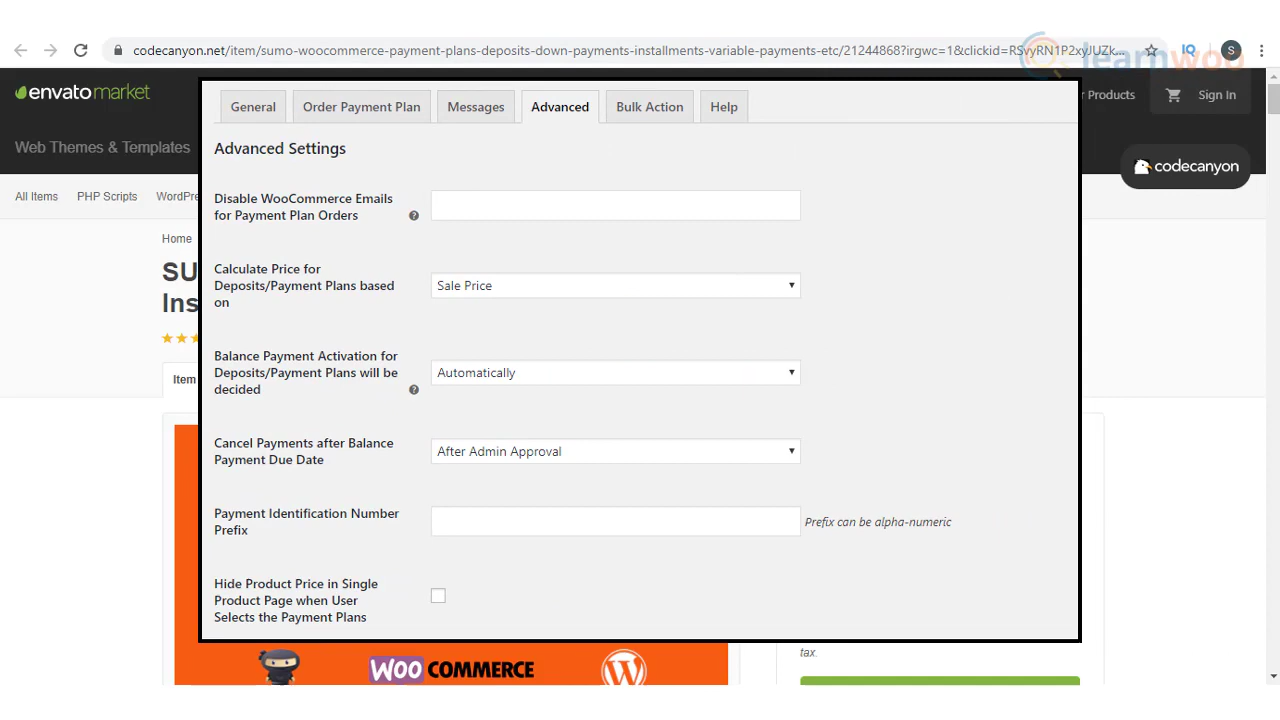 codecanyon.net/item/sumo-woocommerce-payment-plans-deposits-down-payments-installments-variable-payments-etc/21244868?irgwc=1&clickid=RSyyRN1P2xyJUZk...
S
learnwoo
envato market
Products
Sign In
Web Themes & Templates
codecanyon
All Items
PHP Scripts
WordPre
Home
SU
Ins
Item
General
Order Payment Plan
Messages
Advanced
Bulk Action
Help
Advanced Settings
Disable WooCommerce Emails
for Payment Plan Orders
Calculate Price for
Deposits/Payment Plans based
on
Sale Price
Balance Payment Activation for
Deposits/Payment Plans will be
decided
Automatically
Cancel Payments after Balance
Payment Due Date
After Admin Approval
Payment Identification Number
Prefix
Prefix can be alpha-numeric
Hide Product Price in Single
Product Page when User
Selects the Payment Plans
tax.
WOO COMMERCE